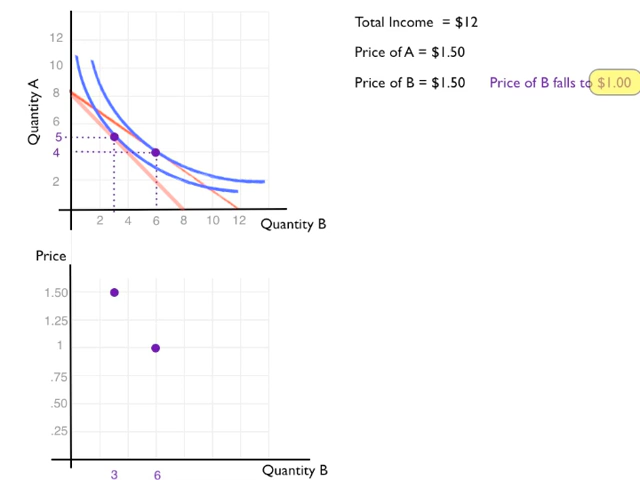 Total Income = $12
Price of A = $1.50
Price of B = $1.50 Price of B falls to $1.00
Quantity A
12
10
8
6
5
4
2
2 4 6 8 10 12
Quantity B
Price
1.50
1.25
1
.75
.50
.25
3 6
Quantity B